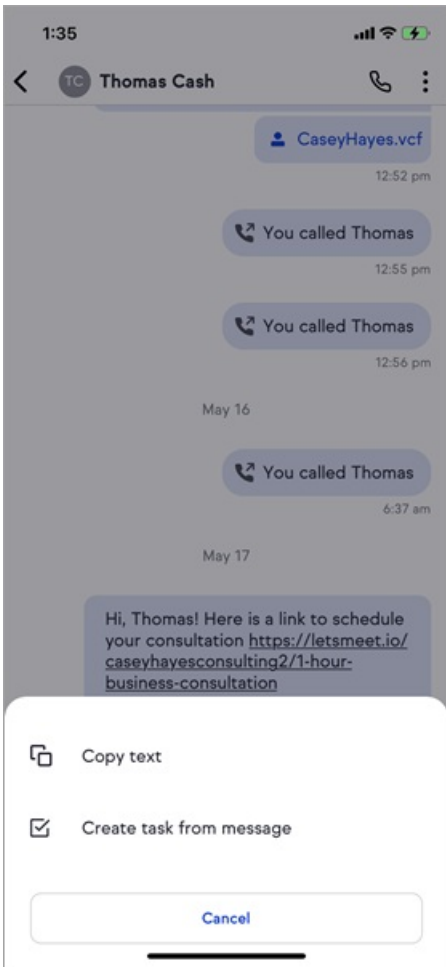 1:35
TC Thomas Cash
CaseyHayes.vcf
12:52 pm
You called Thomas
12:55 pm
You called Thomas
12:56 pm
May 16
You called Thomas
6:37 am
May 17
Hi, Thomas! Here is a link to schedule
your consultation https://letsmeet.io/
caseyhayesconsulting2/1-hour-
business-consultation
Copy text
Create task from message
Cancel